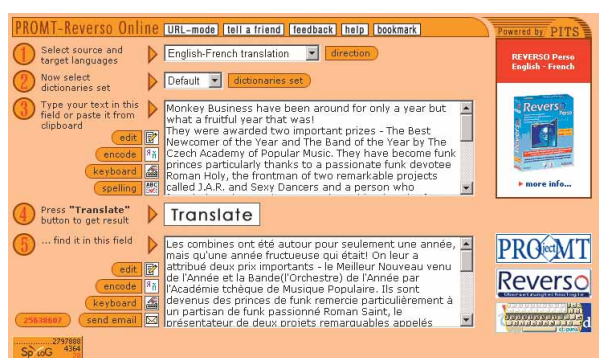 PROMT-Reverso Online URL-mode tell a friend feedback help bookmark
Powered by PITS
1 Select source and
target languages
English-French translation direction
2 Now select
dictionaries set
Default dictionaries set
3 Type your text in this
field or paste it from
clipboard
edit
encode
keyboard
spelling
Monkey Business have been around for only a year but
what a fruitful year that was!
They were awarded two important prizes - The Best
Newcomer of the Year and The Band of the Year by The
Czech Academy of Popular Music. They have become funk
princes particularly thanks to a passionate funk devotee
Roman Holy, the frontman of two remarkable projects
called J.A.R. and Sexy Dancers and a person who
4 Press "Translate"
button to get result
Translate
5 ... find it in this field
edit
encode
keyboard
25638607 send email
Les combines ont été autour pour seulement une année,
mais qu'une année fructueuse qui était! On leur a
attribué deux prix importants - le Meilleur Nouveau venu
de l'Année et la Bande(l'Orchestre) de l'Année par
l'Académie tchèque de Musique Populaire. Ils sont
devenus des princes de funk remercie particulièrement à
un partisan de funk passionné Roman Saint, le
présentateur de deux projets remarquables appelés
REVERSO Perso
English - French
Reverso
Perso
more info...
PROjectMT
Reverso
2797888
SpyLOG 4364